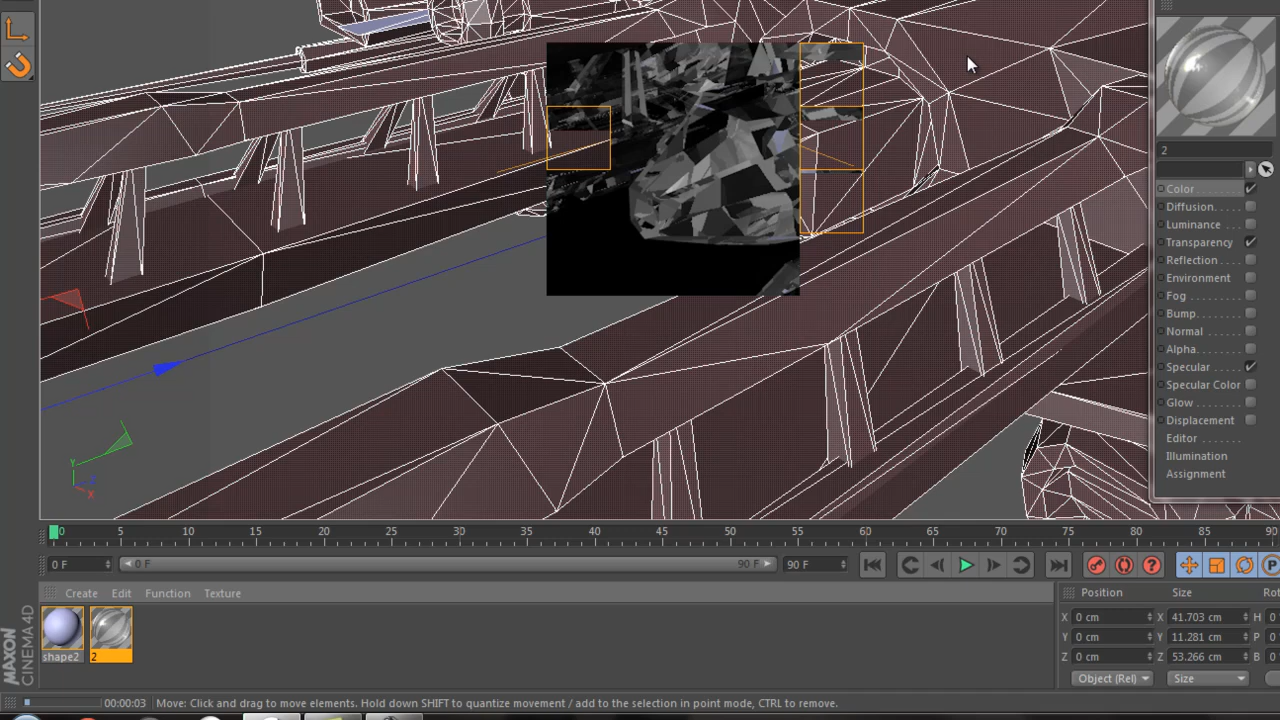 2
Color
Diffusion.....
Luminance
Transparency
Reflection....
Environment
Fog.......
Bump......
Normal ....
Alpha......
Specular .....
Specular Color
Glow ........
Displacement
Editor .......
Illumination
Assignment
Y
Z
X
0 5 10 15 20 25 30 35 40 45 50 55 60 65 70 75 80 85 90
0 F 0 F 90 F 90 F P
Create Edit Function Texture
Position Size
shape2 2
X 0 cm X 41.703 cm H 0
Y 0 cm Y 11.281 cm P 0
Z 0 cm Z 53.266 cm B 0
Object (Rel) Size
MAXON
CINEMA 4D
00:00:03 Move: Click and drag to move elements. Hold down SHIFT to quantize movement / add to the selection in point mode, CTRL to remove.